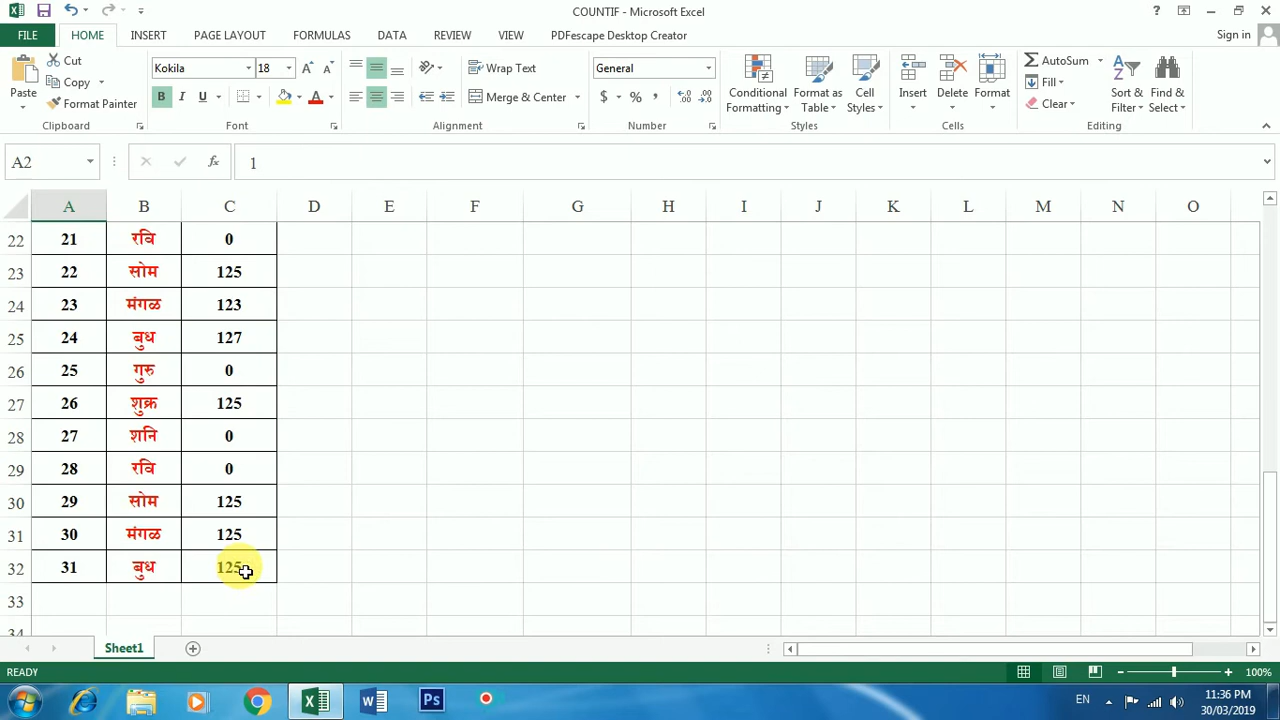 COUNTIF - Microsoft Excel
FILE HOME INSERT PAGE LAYOUT FORMULAS DATA REVIEW VIEW PDFescape Desktop Creator Sign in
Paste Cut Copy Format Painter Clipboard
Kokila 18 B I U A Font
Wrap Text Merge & Center Alignment
General $ % , Number
Conditional Formatting Format as Table Cell Styles Styles
Insert Delete Format Cells
AutoSum Fill Clear Sort & Filter Find & Select Editing
A2 fx 1
A B C D E F G H I J K L M N O
22 21 रवि 0
23 22 सोम 125
24 23 मंगळ 123
25 24 बुध 127
26 25 गुरु 0
27 26 शुक्र 125
28 27 शनि 0
29 28 रवि 0
30 29 सोम 125
31 30 मंगळ 125
32 31 बुध 125
33
34
Sheet1
READY 100%
Ps EN 11:36 PM
30/03/2019